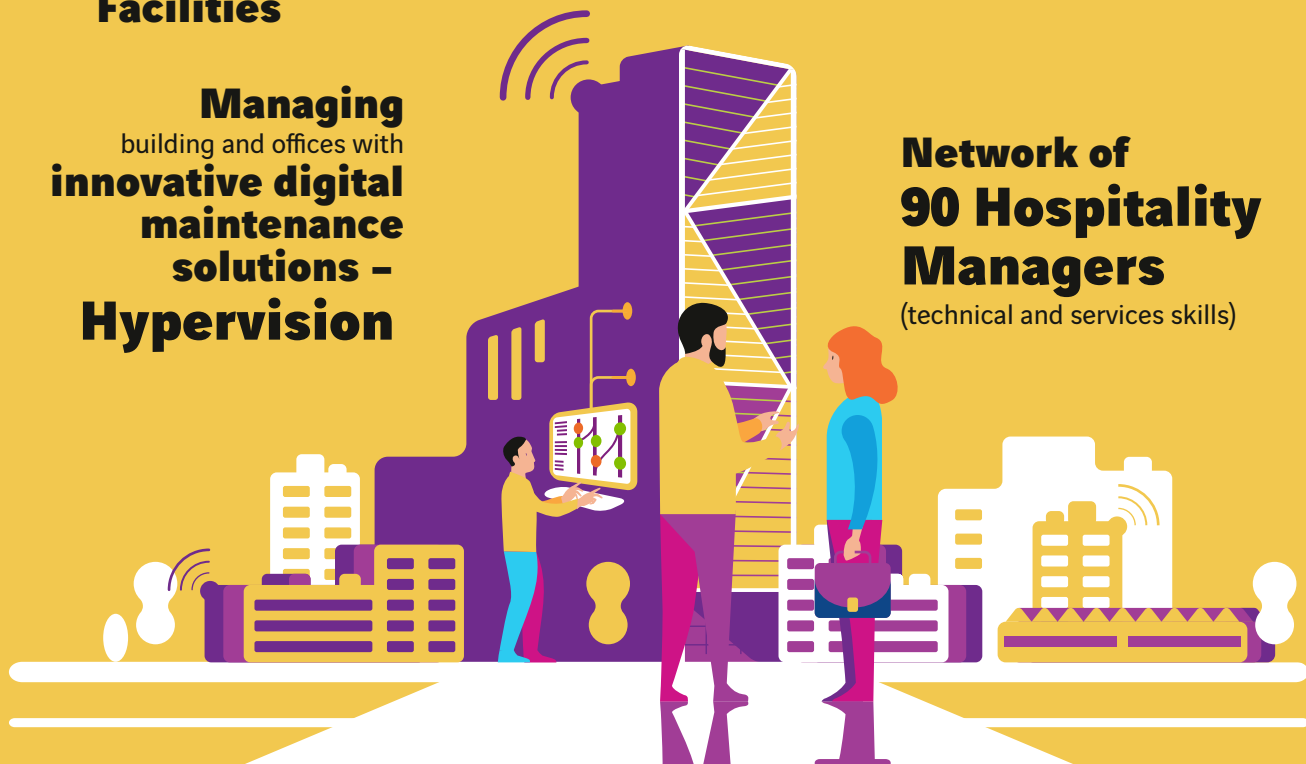 Facilities
Managing
building and offices with
innovative digital
maintenance
solutions –
Hypervision
Network of
90 Hospitality
Managers
(technical and services skills)